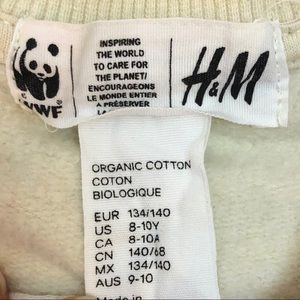 INSPIRING
THE WORLD
TO CARE FOR
THE PLANET/
ENCOURAGEONS
LE MONDE ENTIER
À PRÉSERVER
WWF
H&M
ORGANIC COTTON
COTON
BIOLOGIQUE
EUR 134/140
US 8-10Y
CA 8-10A
CN 140/68
MX 134/140
AUS 9-10
Made in